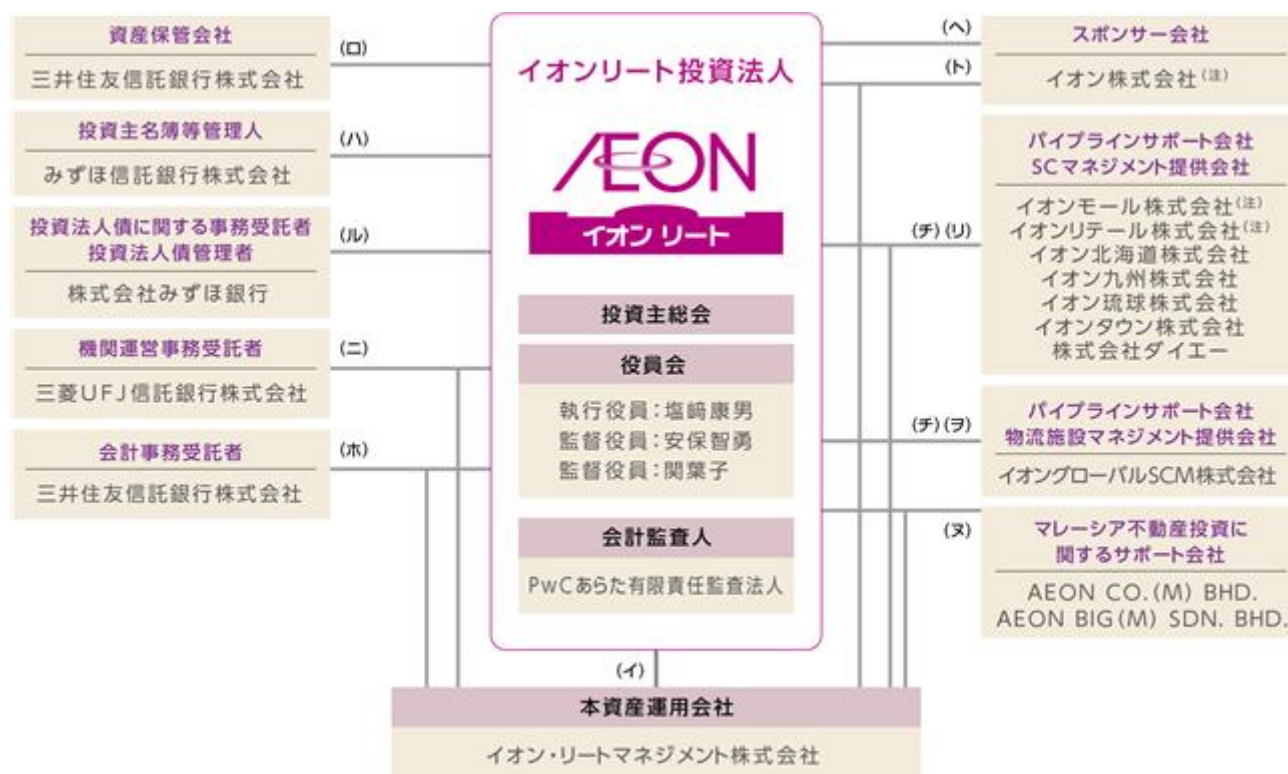 資産保管会社
三井住友信託銀行株式会社
(ロ)
投資主名簿等管理人
みずほ信託銀行株式会社
(ハ)
投資法人債に関する事務受託者
投資法人債管理者
株式会社みずほ銀行
(ル)
機関運営事務受託者
三菱UFJ信託銀行株式会社
(ニ)
会計事務受託者
三井住友信託銀行株式会社
(ホ)
イオンリート投資法人
ÆON
イオン リート
投資主総会
役員会
執行役員：塩﨑康男
監督役員：安保智勇
監督役員：関葉子
会計監査人
PwCあらた有限責任監査法人
(イ)
本資産運用会社
イオン・リートマネジメント株式会社
(ヘ)
(ト)
スポンサー会社
イオン株式会社(注)
(チ)(リ)
パイプラインサポート会社
SCマネジメント提供会社
イオンモール株式会社(注)
イオンリテール株式会社(注)
イオン北海道株式会社
イオン九州株式会社
イオン琉球株式会社
イオンタウン株式会社
株式会社ダイエー
(チ)(ヲ)
パイプラインサポート会社
物流施設マネジメント提供会社
イオングローバルSCM株式会社
(ヌ)
マレーシア不動産投資に
関するサポート会社
AEON CO.(M) BHD.
AEON BIG(M) SDN. BHD.